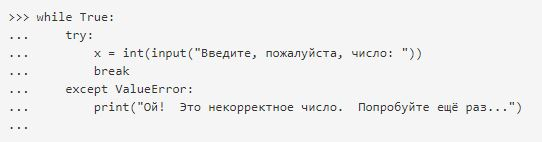 >>> while True:
...     try:
...         x = int(input("Введите, пожалуйста, число: "))
...         break
...     except ValueError:
...         print("Ой!  Это некорректное число.  Попробуйте ещё раз...")
...